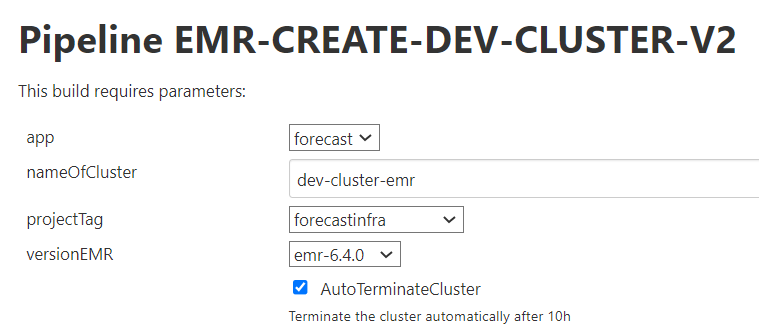 Pipeline EMR-CREATE-DEV-CLUSTER-V2
This build requires parameters:
app forecast
nameOfCluster dev-cluster-emr
projectTag forecastinfra
versionEMR emr-6.4.0
AutoTerminateCluster
Terminate the cluster automatically after 10h